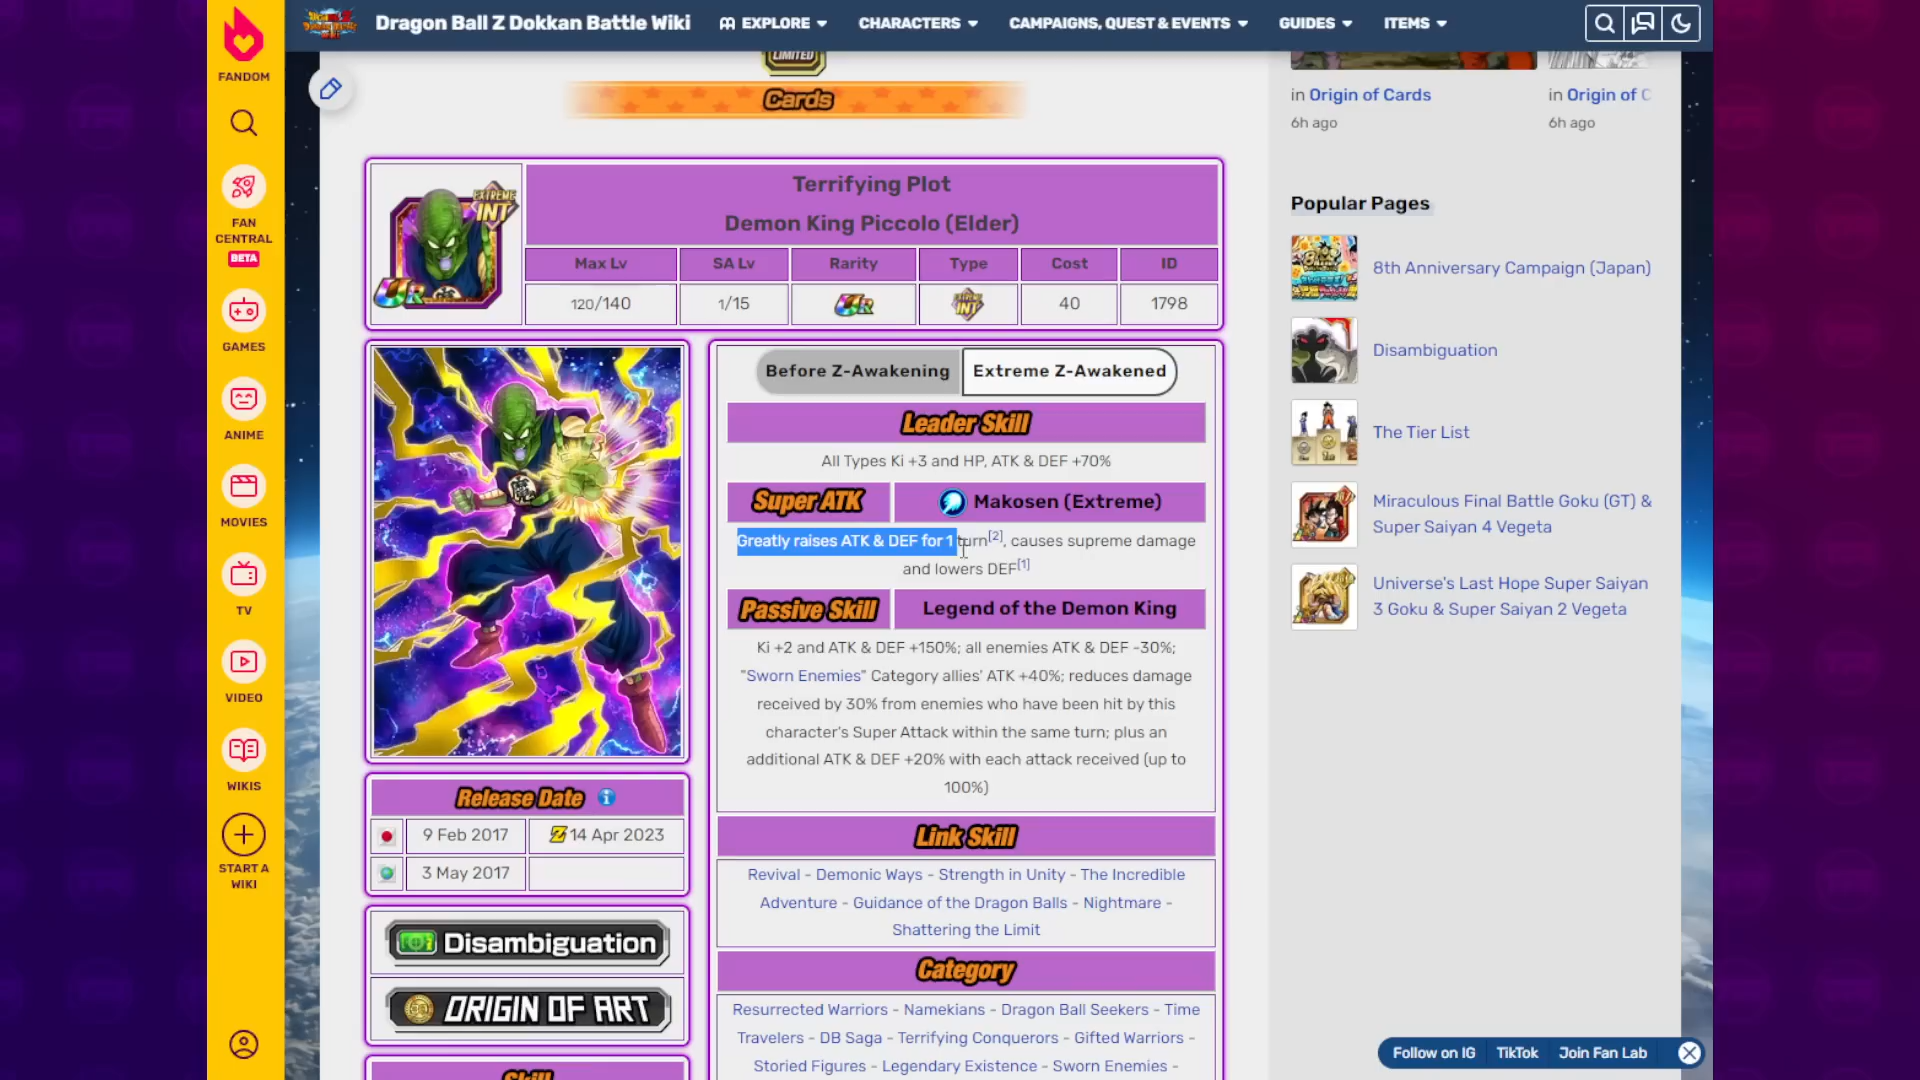 Dragon Ball Z Dokkan Battle Wiki
EXPLORE
CHARACTERS
CAMPAIGNS, QUEST & EVENTS
GUIDES
ITEMS
FANDOM
FAN CENTRAL
BETA
GAMES
ANIME
MOVIES
TV
VIDEO
WIKIS
START A WIKI
LIMITED
Cards
EXTREME
INT
UR
Terrifying Plot
Demon King Piccolo (Elder)
Max Lv SA Lv Rarity Type Cost ID
120/140 1/15 UR EXTREME INT 40 1798
Before Z-Awakening Extreme Z-Awakened
Leader Skill
All Types Ki +3 and HP, ATK & DEF +70%
Super ATK Makosen (Extreme)
Greatly raises ATK & DEF for 1 turn[2], causes supreme damage
and lowers DEF[1]
Passive Skill Legend of the Demon King
Ki +2 and ATK & DEF +150%; all enemies ATK & DEF -30%;
"Sworn Enemies" Category allies' ATK +40%; reduces damage
received by 30% from enemies who have been hit by this
character's Super Attack within the same turn; plus an
additional ATK & DEF +20% with each attack received (up to
100%)
Link Skill
Revival - Demonic Ways - Strength in Unity - The Incredible
Adventure - Guidance of the Dragon Balls - Nightmare -
Shattering the Limit
Category
Resurrected Warriors - Namekians - Dragon Ball Seekers - Time
Travelers - DB Saga - Terrifying Conquerors - Gifted Warriors -
Storied Figures - Legendary Existence - Sworn Enemies -
Release Date
9 Feb 2017 Z 14 Apr 2023
3 May 2017
Disambiguation
ORIGIN OF ART
Skill
in Origin of Cards
6h ago
in Origin of C
6h ago
Popular Pages
8th Anniversary Campaign (Japan)
Disambiguation
The Tier List
Miraculous Final Battle Goku (GT) &
Super Saiyan 4 Vegeta
Universe's Last Hope Super Saiyan
3 Goku & Super Saiyan 2 Vegeta
Follow on IG TikTok Join Fan Lab